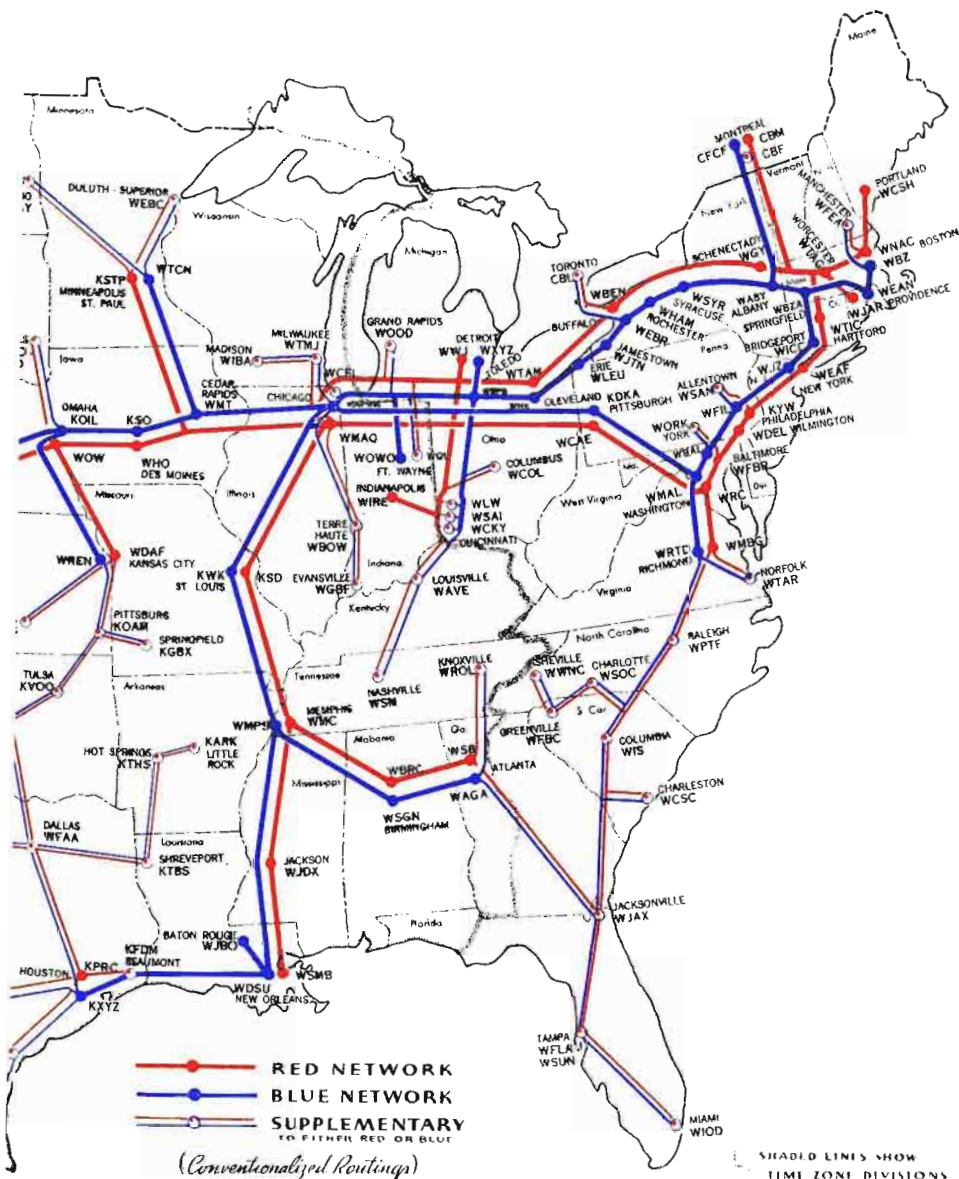 Maine
Minnesota
MONTREAL
CFCF
CBM
CBF
Vermont
DULUTH - SUPERIOR
WEBC
Wisconsin
Michigan
New York
MANCHESTER
WFEA
PORTLAND
WCSH
WORCESTER
WTAG
SCHENECTADY
WGY
WNAC BOSTON
WBZ
TORONTO
CBL
WBEN
BUFFALO
WSYR
SYRACUSE
WHAM
ROCHESTER
WEBR
WABY
ALBANY
Mass
WBZA
SPRINGFIELD
WEAN
WJAR PROVIDENCE
WTIC
HARTFORD
BRIDGEPORT
WICC
KSTP
MINNEAPOLIS
ST. PAUL
WTCN
GRAND RAPIDS
WOOD
DETROIT
WWJ
WXYZ
MILWAUKEE
WTMJ
MADISON
WIBA
TOLEDO
JAMESTOWN
WJTN
ERIE
WLEU
Penna
WJZ
WEAF
NEW YORK
ALLENTOWN
WSAN
Iowa
CEDAR
RAPIDS
WMT
CHICAGO
WCFL
WTAM
CLEVELAND
KDKA
PITTSBURGH
WFIL
KYW
PHILADELPHIA
WORK
YORK
WDEL WILMINGTON
OMAHA
KOIL
KSO
WMAQ
Ohio
WCAE
WBAL
BALTIMORE
WFBR
WOW
WHO
DES MOINES
WOWO
FT. WAYNE
COLUMBUS
WCOL
Md.
Del
Missouri
Illinois
INDIANAPOLIS
WIRE
West Virginia
WMAL
WASHINGTON
WRC
WLW
WSAI
WCKY
CINCINNATI
TERRE
HAUTE
WBOW
WREN
WDAF
KANSAS CITY
WRTD
RICHMOND
WMBG
NORFOLK
WTAR
KWK
ST LOUIS
KSD
EVANSVILLE
WGBF
Indiana
LOUISVILLE
WAVE
Kentucky
Virginia
PITTSBURG
KOAM
SPRINGFIELD
KGBX
North Carolina
RALEIGH
WPTF
TULSA
KVOO
Arkansas
Tennessee
NASHVILLE
WSM
KNOXVILLE
WROL
WWNC
CHARLOTTE
WSOC
MEMPHIS
WMC
WMPS
S Car
GREENVILLE
WFBC
COLUMBIA
WIS
HOT SPRINGS
KTHS
KARK
LITTLE
ROCK
Alabama
Ga
WSB
ATLANTA
Mississippi
WBRC
WAGA
CHARLESTON
WCSC
WSGN
BIRMINGHAM
DALLAS
WFAA
Louisiana
SHREVEPORT
KTBS
JACKSON
WJDX
JACKSONVILLE
WJAX
Florida
BATON ROUGE
WJBO
HOUSTON
KPRC
KFDM
BEAUMONT
KXYZ
WDSU
NEW ORLEANS
WSMB
TAMPA
WFLA
WSUN
MIAMI
WIOD
RED NETWORK
BLUE NETWORK
SUPPLEMENTARY
TO EITHER RED OR BLUE
(Conventionalized Routings)
SHADED LINES SHOW
TIME ZONE DIVISIONS